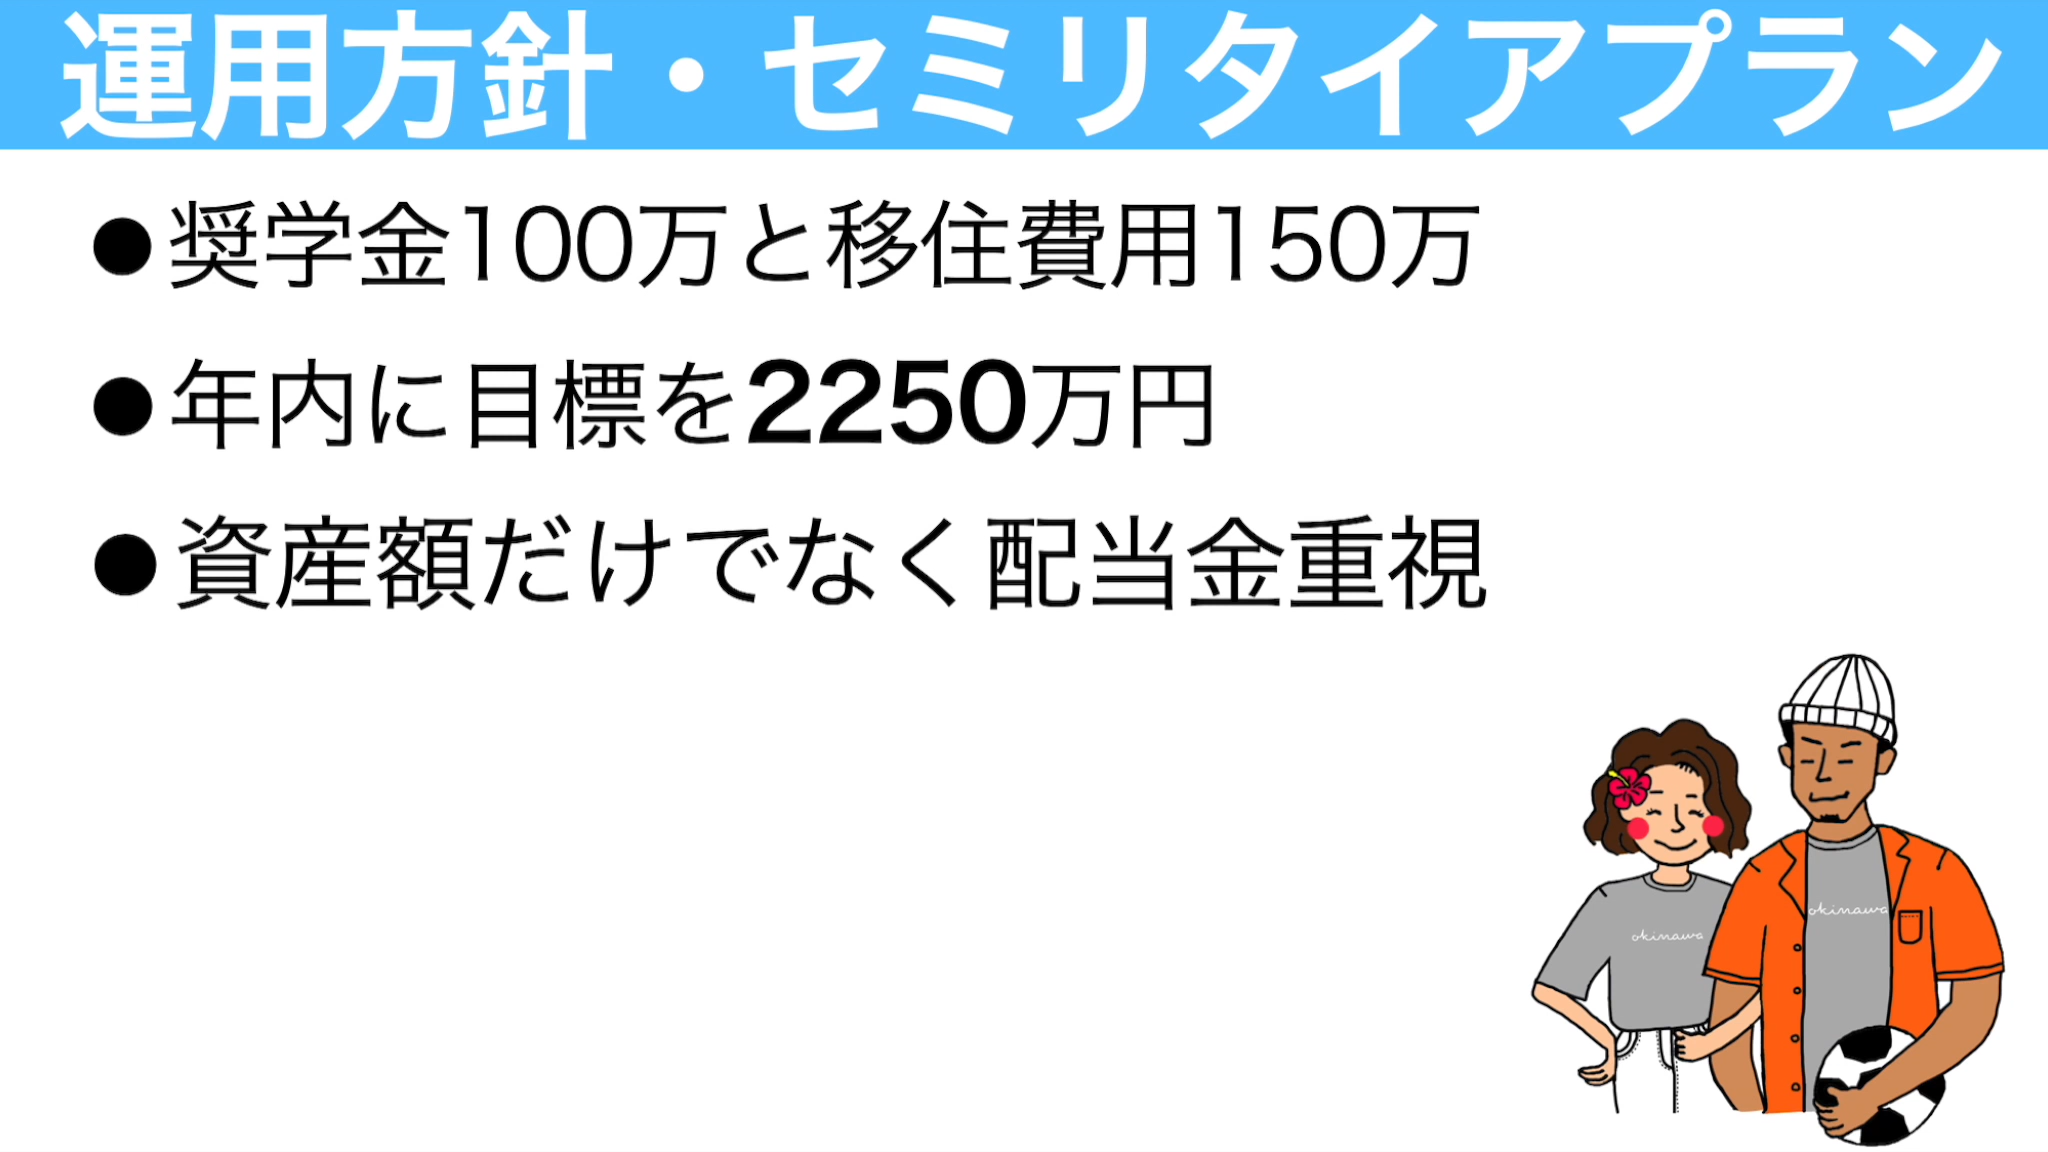 運用方針・セミリタイアプラン
●奨学金100万と移住費用150万
●年内に目標を2250万円
●資産額だけでなく配当金重視
okinawa
okinawa